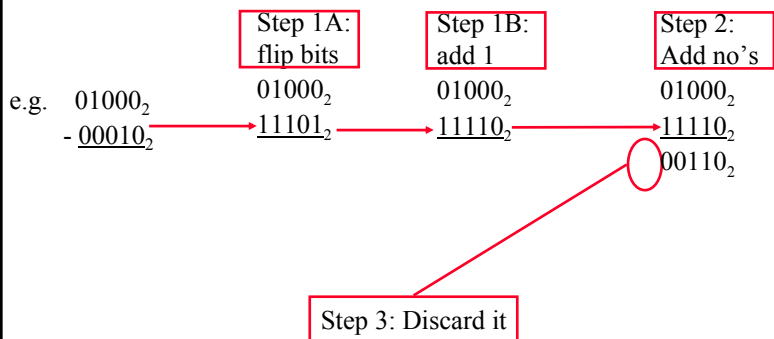 Step 1A:
flip bits
Step 1B:
add 1
Step 2:
Add no's
e.g. 01000₂
- 00010₂
01000₂
11101₂
01000₂
11110₂
01000₂
11110₂
00110₂
Step 3: Discard it